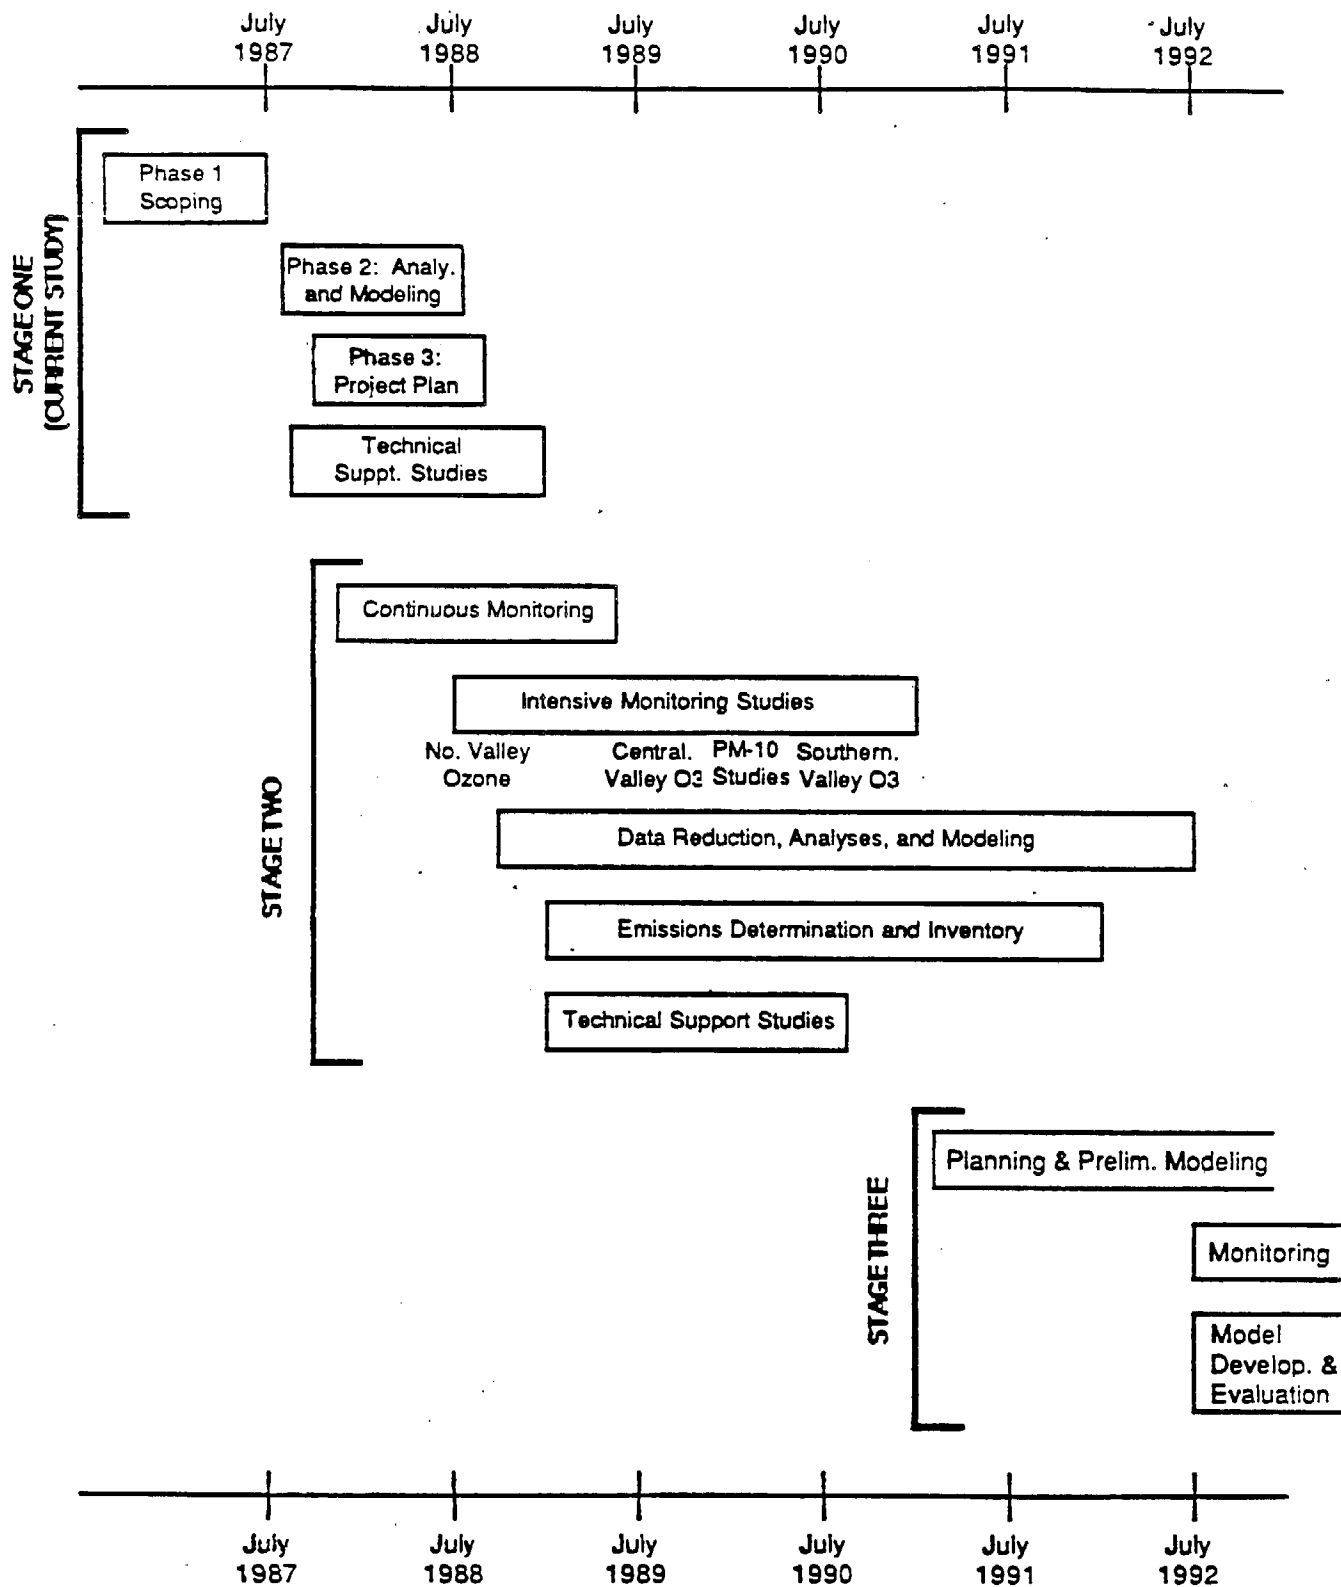 July July July July July July
1987 1988 1989 1990 1991 1992
STAGE ONE
(CURRENT STUDY)
Phase 1
Scoping
Phase 2: Analy.
and Modeling
Phase 3:
Project Plan
Technical
Suppt. Studies
STAGE TWO
Continuous Monitoring
Intensive Monitoring Studies
No. Valley Central. PM-10 Southern.
Ozone Valley O3 Studies Valley O3
Data Reduction, Analyses, and Modeling
Emissions Determination and Inventory
Technical Support Studies
STAGE THREE
Planning & Prelim. Modeling
Monitoring
Model
Develop. &
Evaluation
July July July July July July
1987 1988 1989 1990 1991 1992